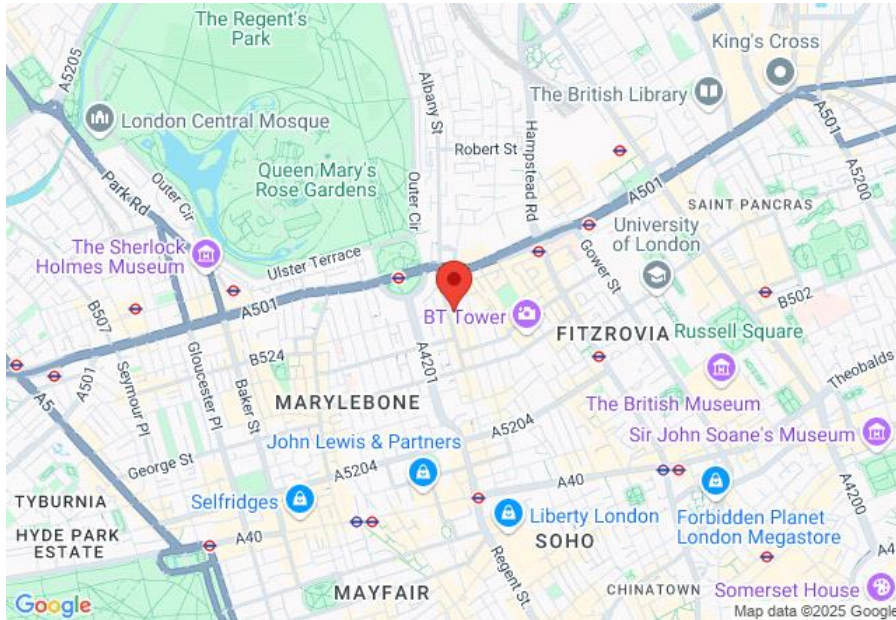 The Regent's
Park
King's Cross
A5205
Albany St
The British Library
A501
London Central Mosque
Robert St
Hampstead Rd
A501
A5200
Outer Cir
Queen Mary's
Rose Gardens
Outer Cir
Park Rd
SAINT PANCRAS
University
of London
The Sherlock
Holmes Museum
Ulster Terrace
Gower St
B507
A501
B502
BT Tower
FITZROVIA
Russell Square
Seymour Pl
Gloucester Pl
B524
A4201
Theobalds
A501
A5
Baker St
MARYLEBONE
The British Museum
A5204
Sir John Soane's Museum
John Lewis & Partners
George St
A5204
A40
A4200
TYBURNIA
Selfridges
Liberty London
Forbidden Planet
London Megastore
HYDE PARK
ESTATE
A40
SOHO
A4
Regent St.
MAYFAIR
CHINATOWN
Somerset House
Google
Map data ©2025 Google